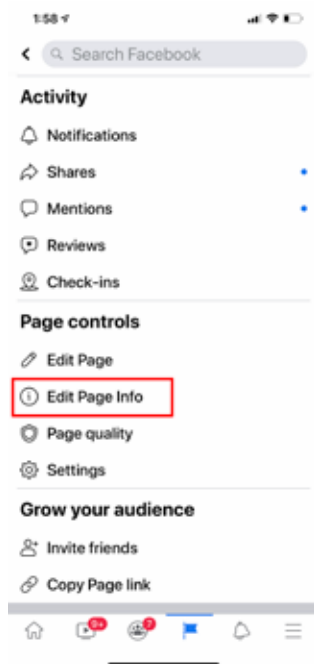 1:58
Search Facebook
Activity
Notifications
Shares
Mentions
Reviews
Check-ins
Page controls
Edit Page
Edit Page Info
Page quality
Settings
Grow your audience
Invite friends
Copy Page link
9+
7